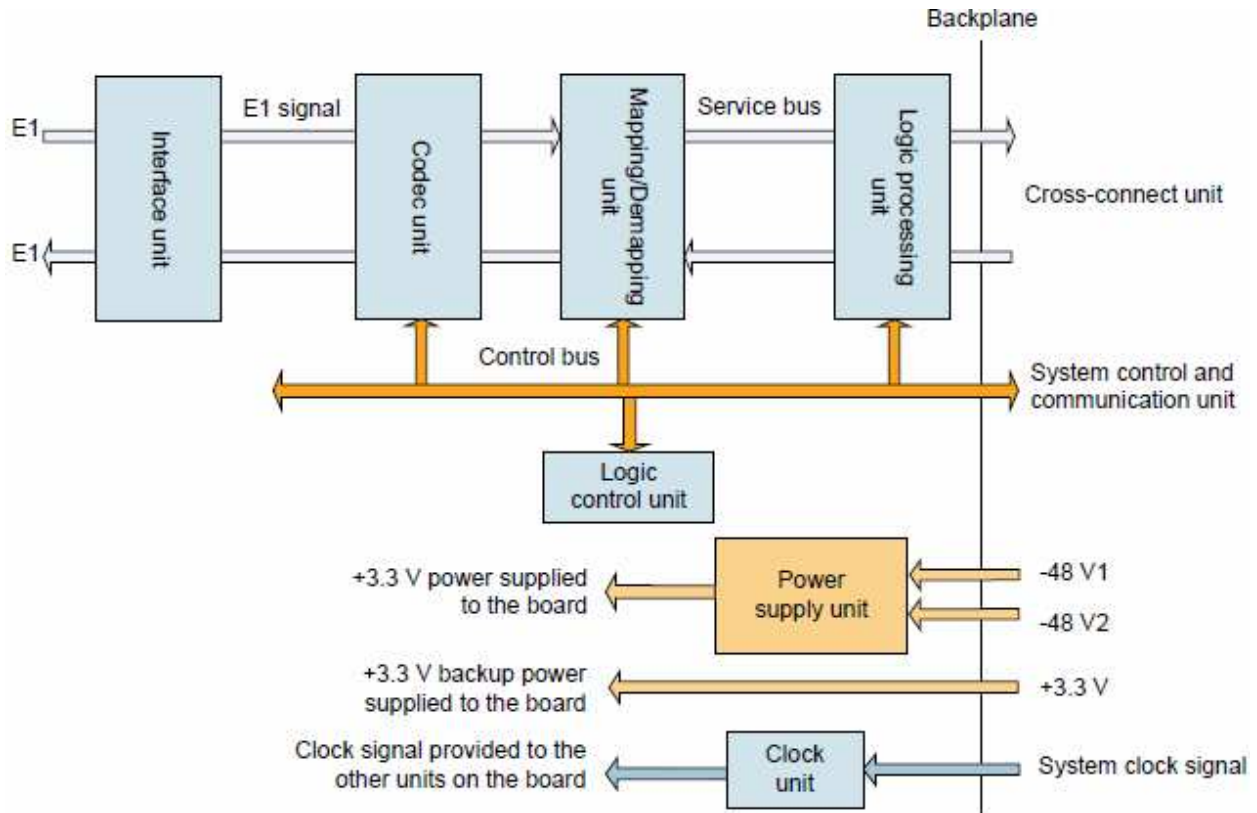 Backplane
E1
E1 signal
Service bus
Interface unit
Codec unit
Mapping/Demapping
unit
Logic processing
unit
Cross-connect unit
E1
Control bus
System control and
communication unit
Logic
control unit
+3.3 V power supplied
to the board
Power
supply unit
-48 V1
-48 V2
+3.3 V backup power
supplied to the board
+3.3 V
Clock signal provided to the
other units on the board
Clock
unit
System clock signal